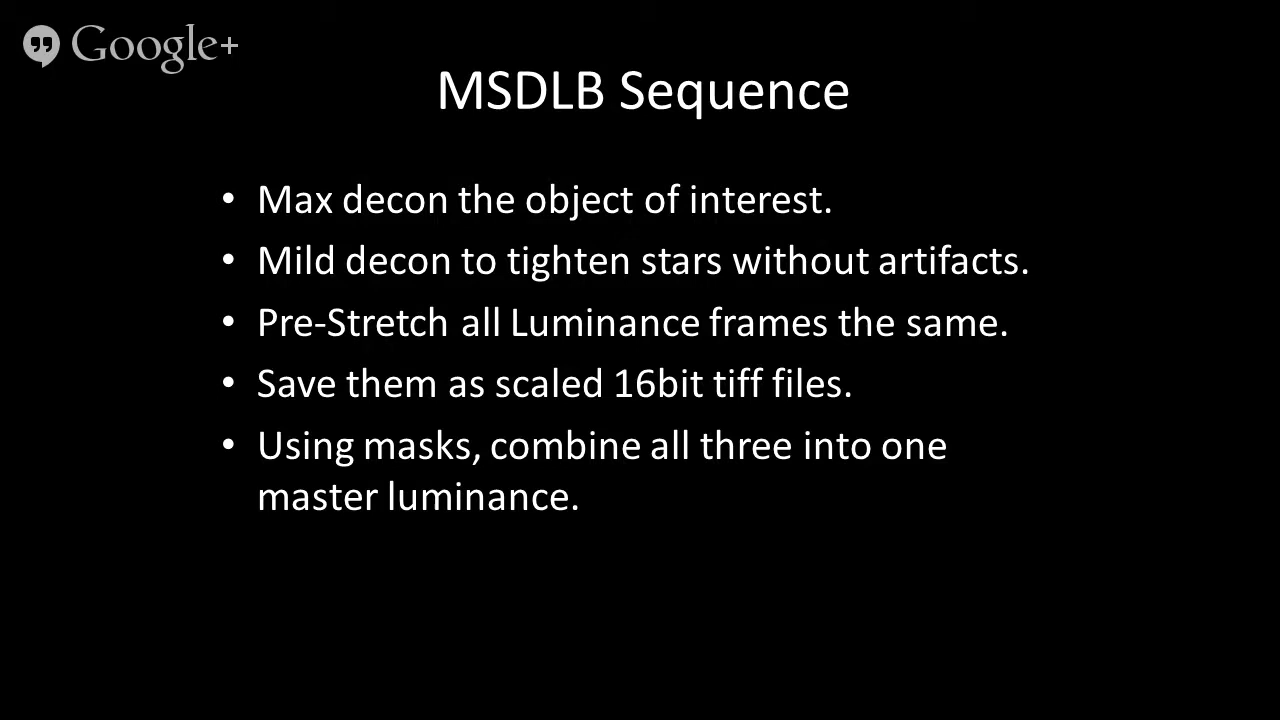 Google+
MSDLB Sequence
• Max decon the object of interest.
• Mild decon to tighten stars without artifacts.
• Pre-Stretch all Luminance frames the same.
• Save them as scaled 16bit tiff files.
• Using masks, combine all three into one
master luminance.